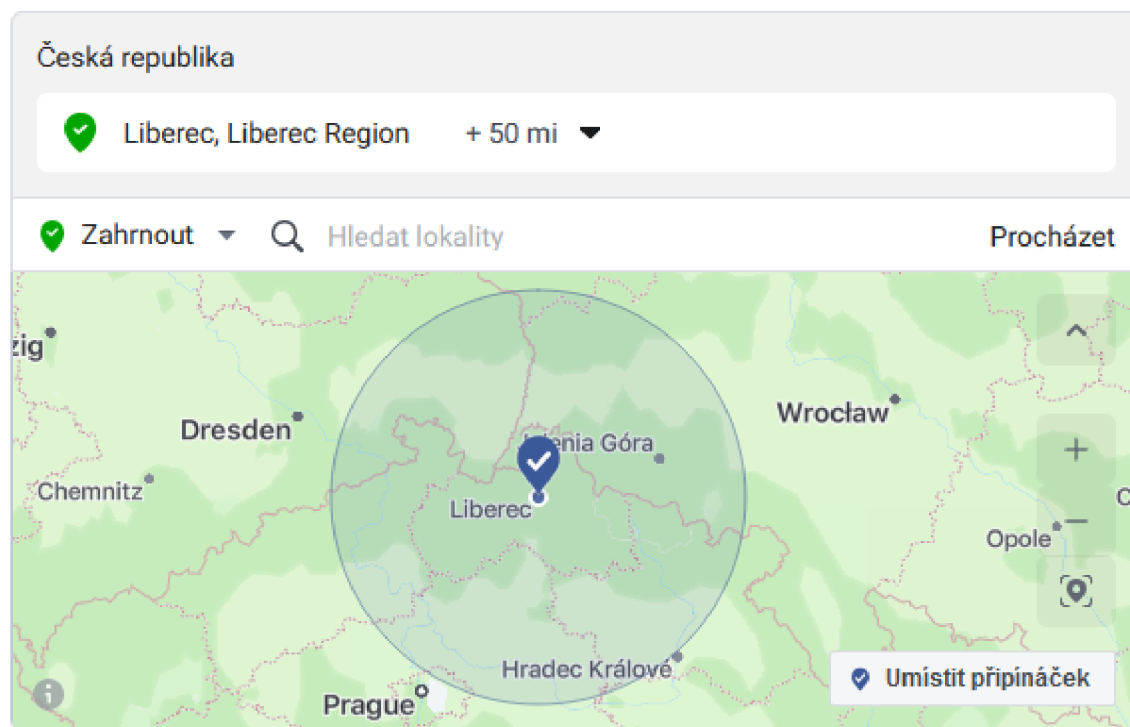 Česká republika
Liberec, Liberec Region + 50 mi
Zahrnout Hledat lokality Procházet
zig
Dresden
Wrocław
Góra
Chemnitz
Liberec
Opole
Hradec Králové
Prague
Umístit připínáček